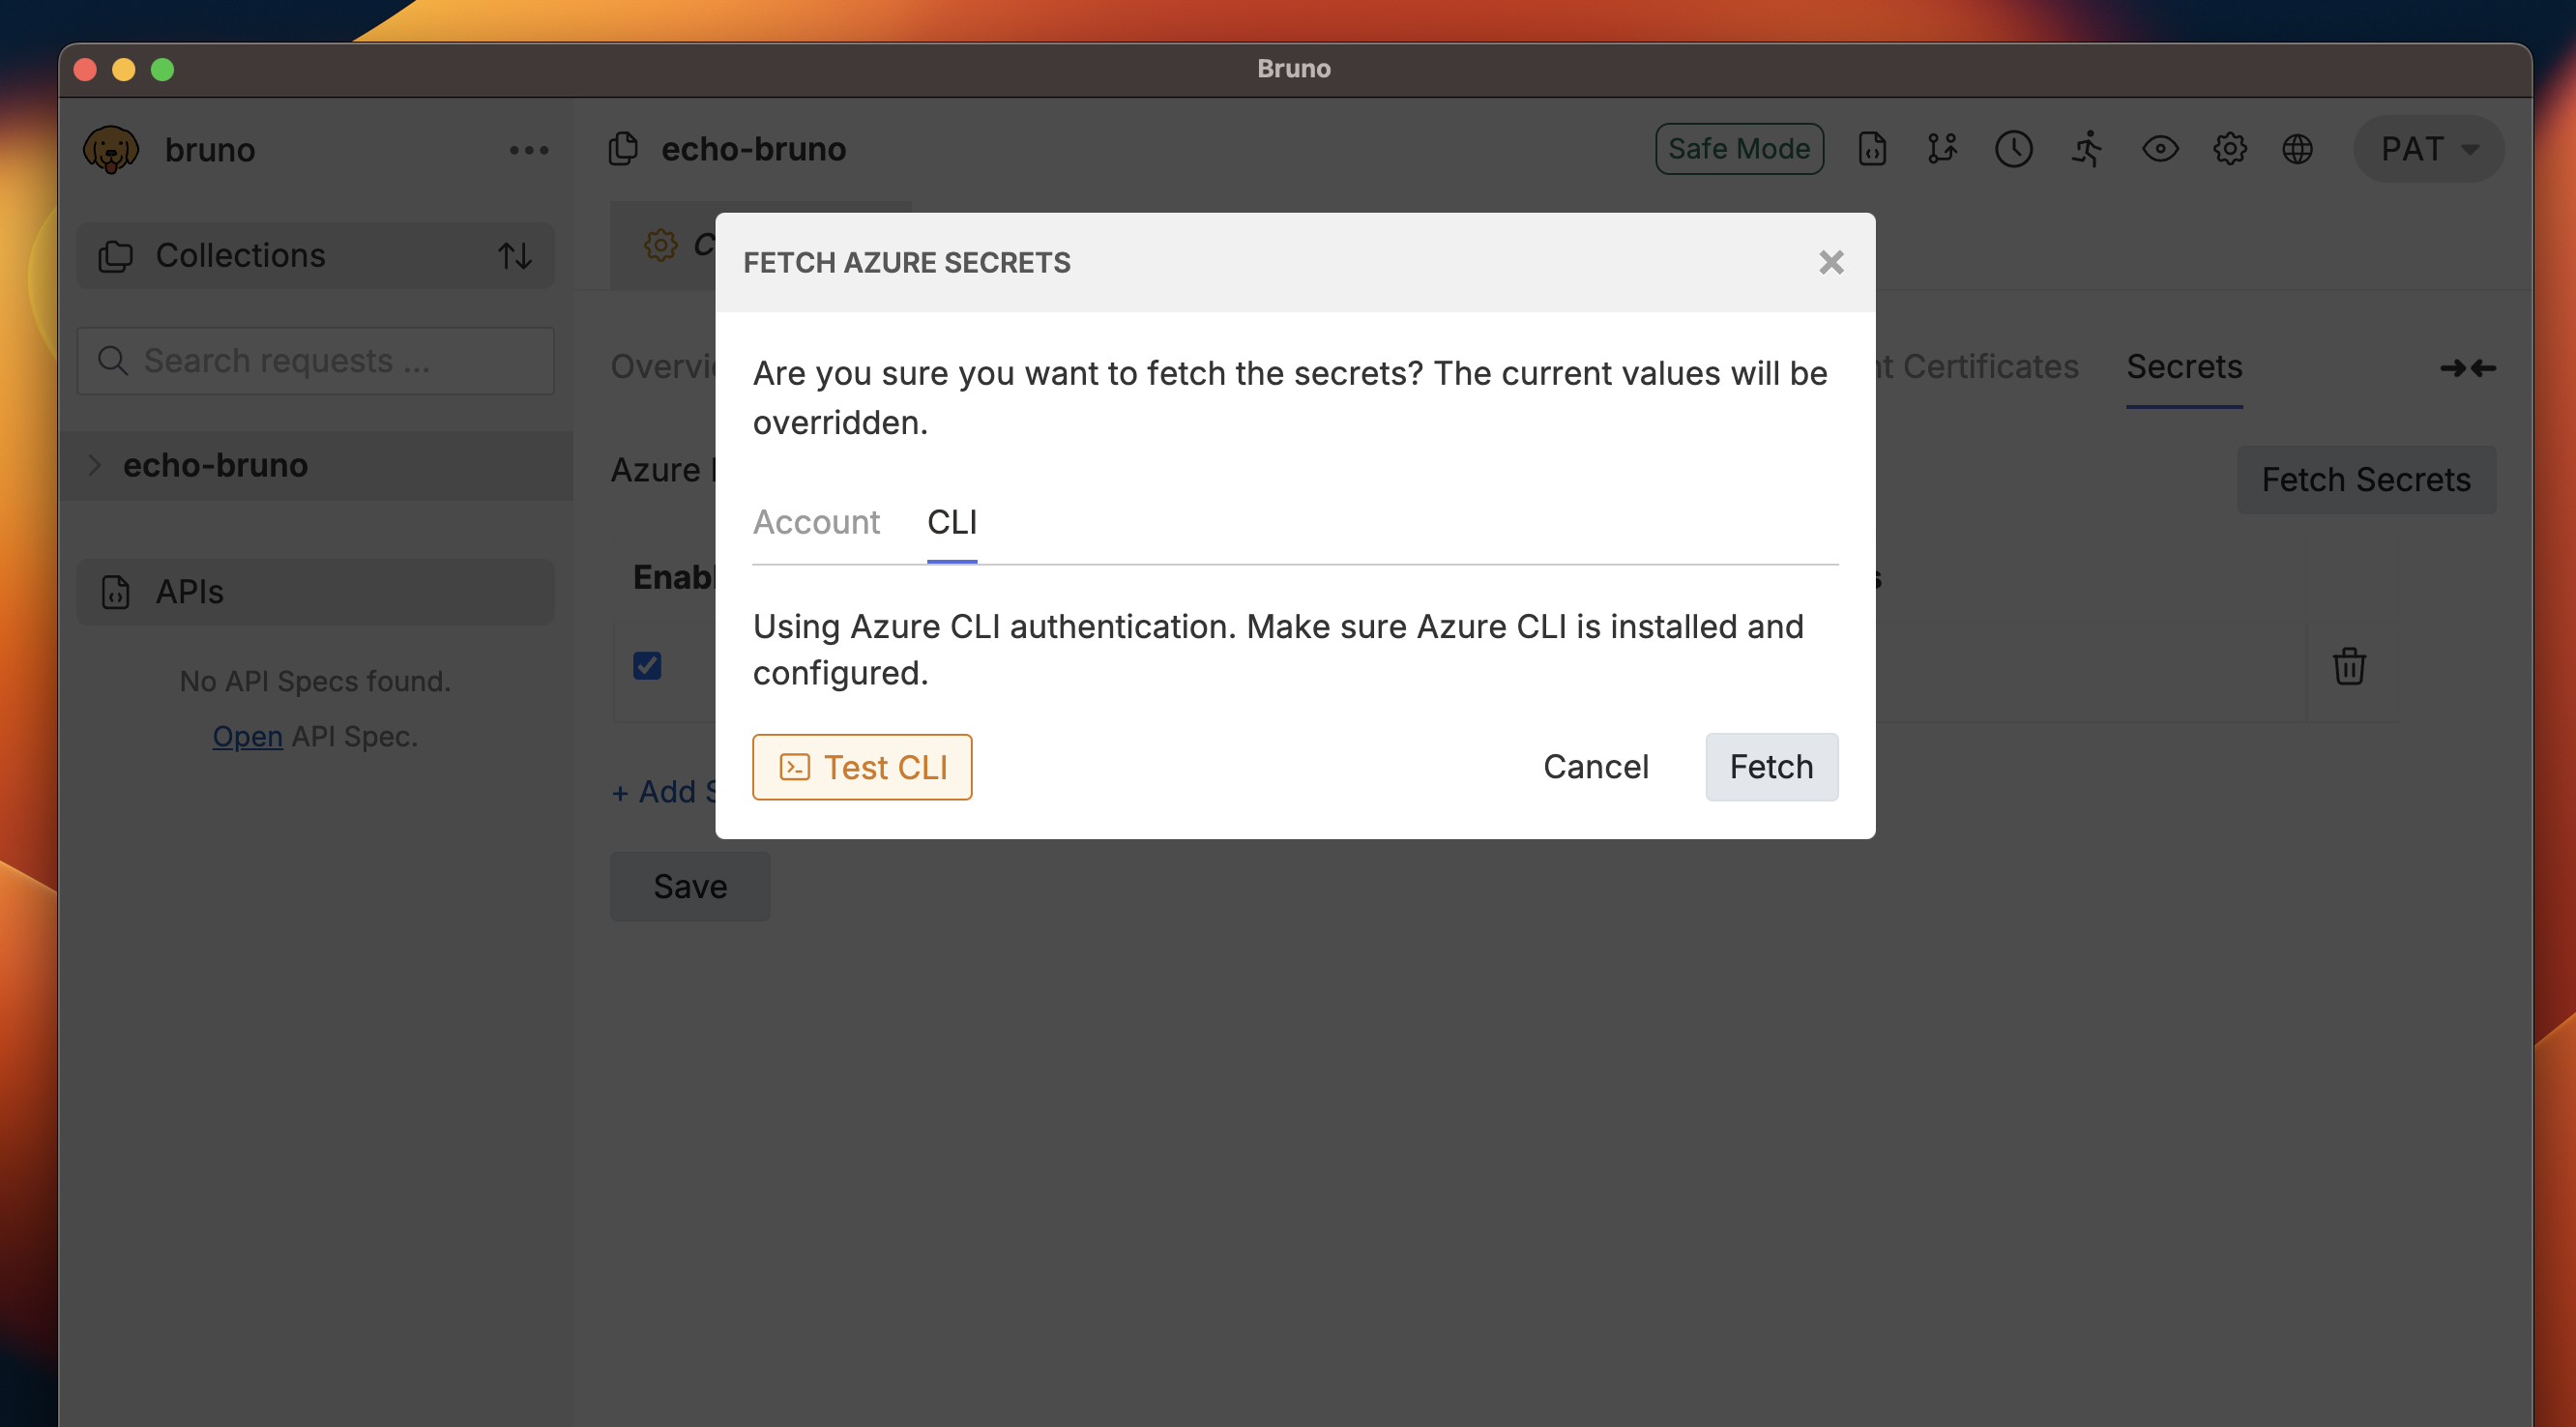 Bruno
bruno
echo-bruno
Safe Mode
PAT
Collections
Search requests ...
echo-bruno
APIs
No API Specs found.
Open API Spec.
FETCH AZURE SECRETS
Are you sure you want to fetch the secrets? The current values will be
overridden.
Account CLI
Using Azure CLI authentication. Make sure Azure CLI is installed and
configured.
Test CLI
Cancel
Fetch
Certificates
Secrets
Azure
Fetch Secrets
+ Add
Save